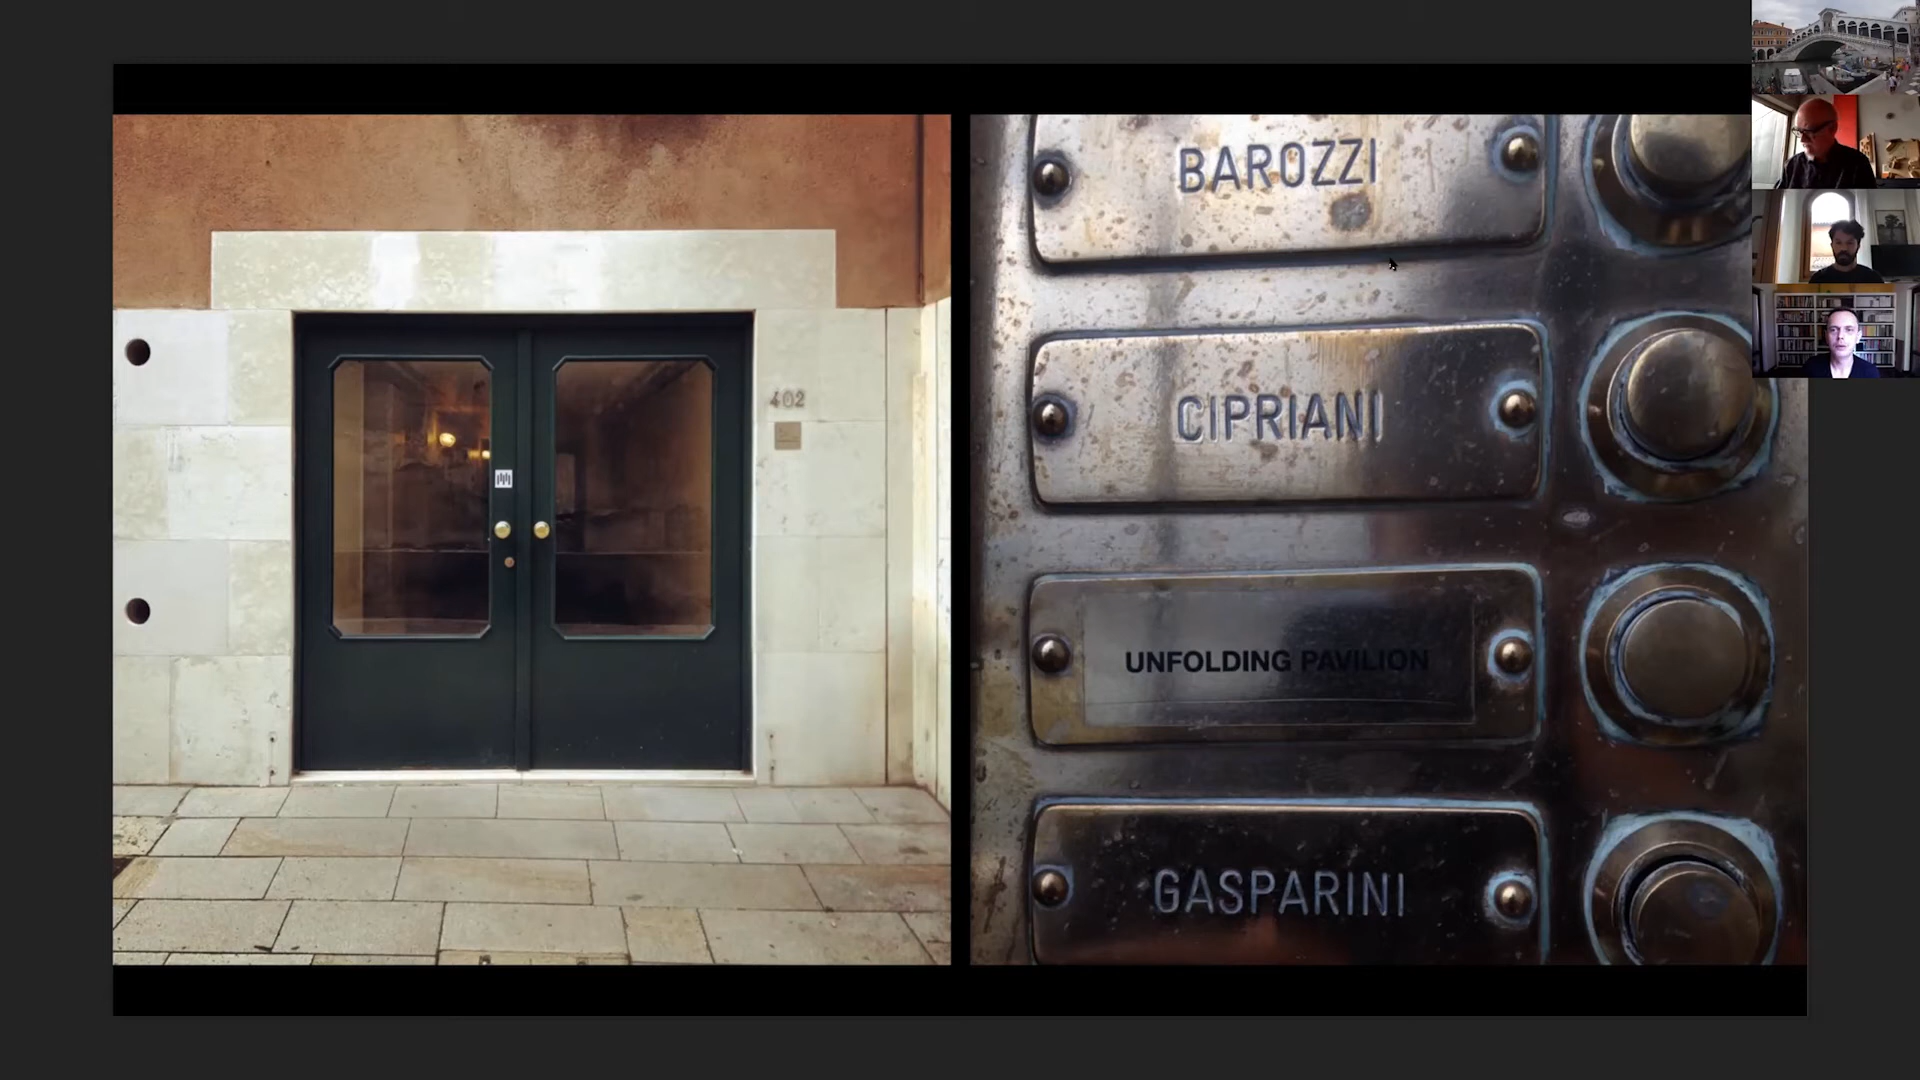 402
BAROZZI
CIPRIANI
UNFOLDING PAVILION
GASPARINI